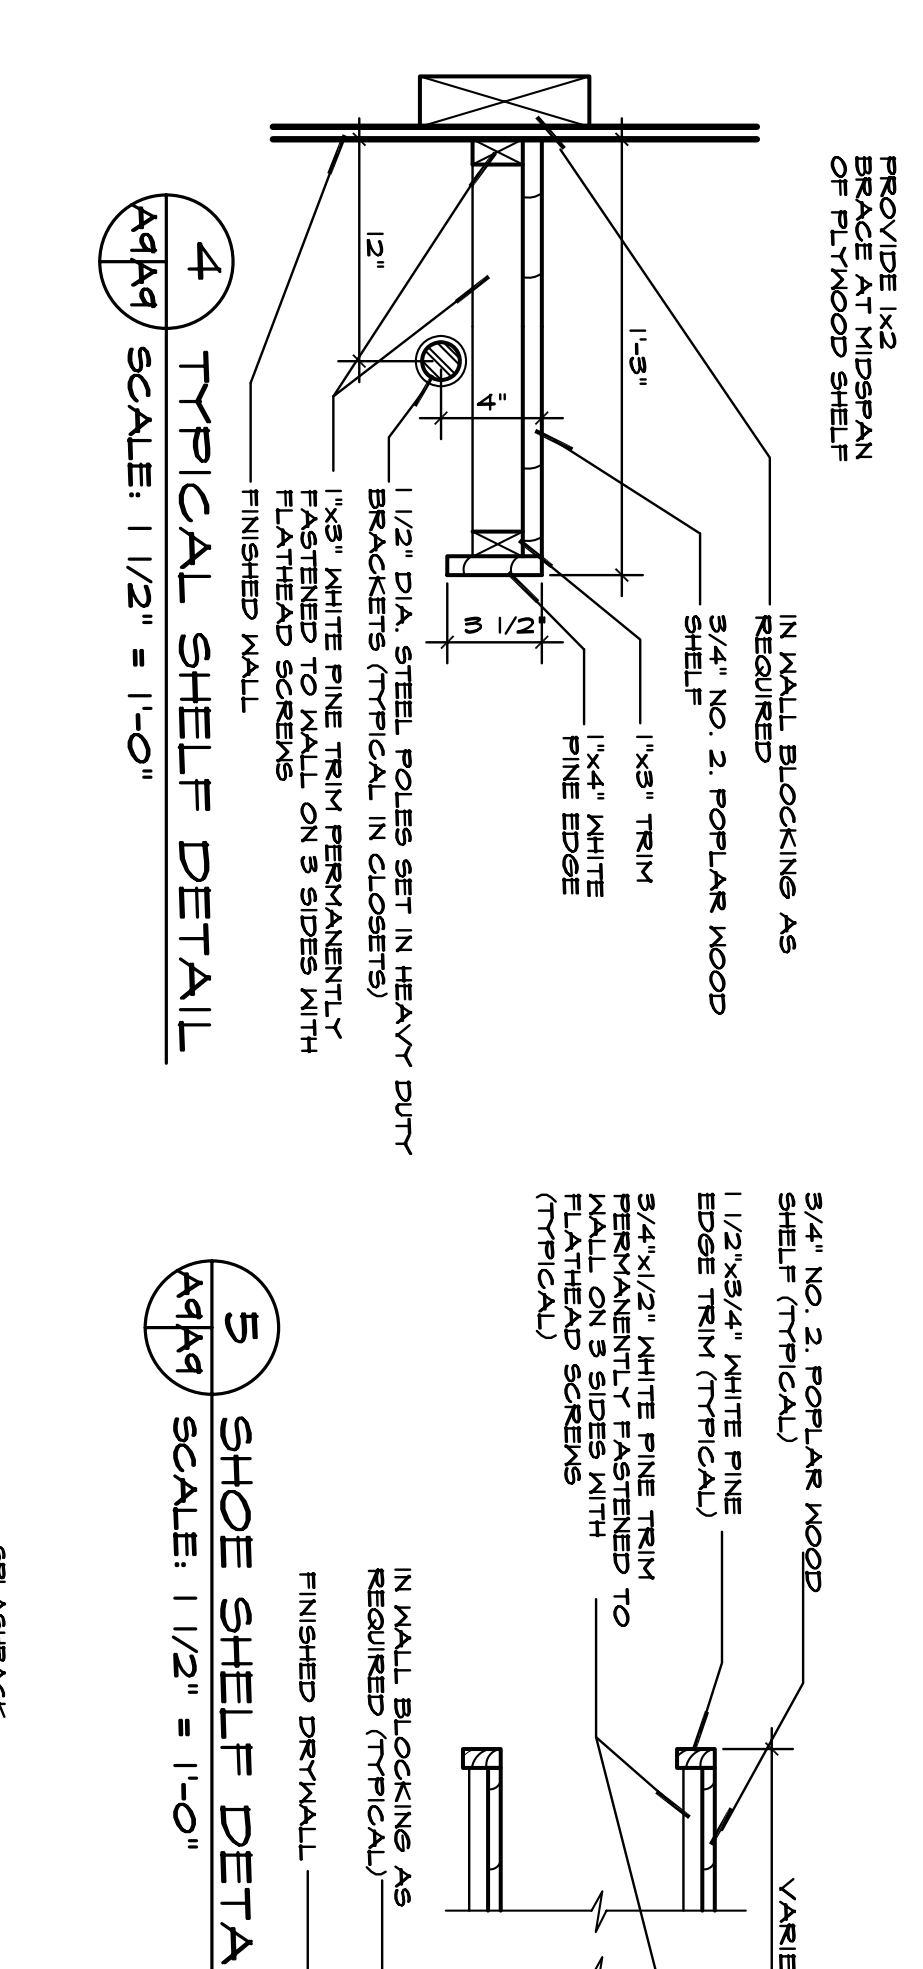 PROVIDE 1x2
BRACE AT MIDSPAN
OF PLYWOOD SHELF
1'-3"
12"
4"
3 1/2"
IN WALL BLOCKING AS
REQUIRED
3/4" NO. 2. POPLAR WOOD
SHELF
1"x3" TRIM
1"x4" WHITE
PINE EDGE
1 1/2" DIA. STEEL POLES SET IN HEAVY DUTY
BRACKETS (TYPICAL IN CLOSETS)
1"x3" WHITE PINE TRIM PERMANENTLY
FASTENED TO WALL ON 3 SIDES WITH
FLATHEAD SCREWS
FINISHED WALL
4
A9 A9
TYPICAL SHELF DETAIL
SCALE: 1 1/2" = 1'-0"
3/4" NO. 2. POPLAR WOOD
SHELF (TYPICAL)
1 1/2"x3/4" WHITE PINE
EDGE TRIM (TYPICAL)
3/4"x1/2" WHITE PINE TRIM
PERMANENTLY FASTENED TO
WALL ON 3 SIDES WITH
FLATHEAD SCREWS
(TYPICAL)
VARIE
IN WALL BLOCKING AS
REQUIRED (TYPICAL)
FINISHED DRYWALL
5
A9 A9
SHOE SHELF DETA
SCALE: 1 1/2" = 1'-0"